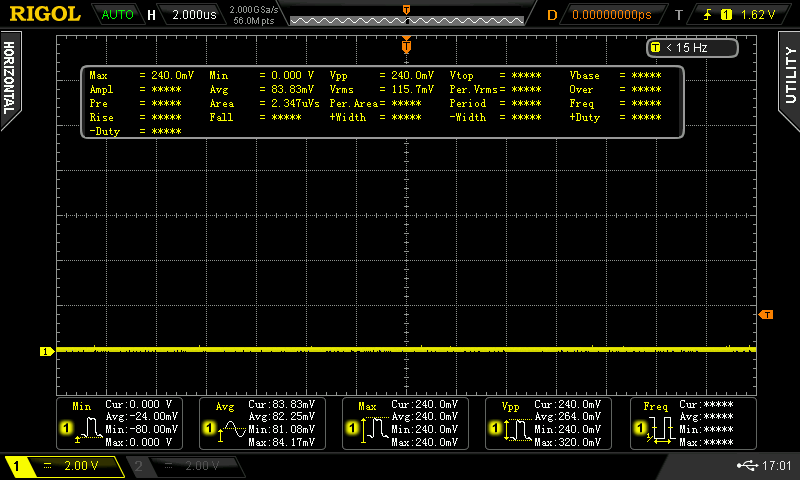 RIGOL AUTO H 2.000us 2.000GSa/s 56.0M pts T D 0.00000000ps T 1 1.62 V
T < 15 Hz
HORIZONTAL
UTILITY
Max = 240.0mV Min = 0.000 V Vpp = 240.0mV Vtop = ***** Vbase = *****
Ampl = ***** Avg = 83.83mV Vrms = 115.7mV Per.Vrms= ***** Over = *****
Pre = ***** Area = 2.347uVs Per.Area= ***** Period = ***** Freq = *****
Rise = ***** Fall = ***** +Width = ***** -Width = ***** +Duty = *****
-Duty = *****
T
1
Min
1
Cur:0.000 V
Avg:-24.00mV
Min:-80.00mV
Max:0.000 V
Avg
1
Cur:83.83mV
Avg:82.25mV
Min:81.08mV
Max:84.17mV
Max
1
Cur:240.0mV
Avg:240.0mV
Min:240.0mV
Max:240.0mV
Vpp
1
Cur:240.0mV
Avg:264.0mV
Min:240.0mV
Max:320.0mV
Freq
1
Cur:*****
Avg:*****
Min:*****
Max:*****
1 2.00 V 2 2.00 V 17:01